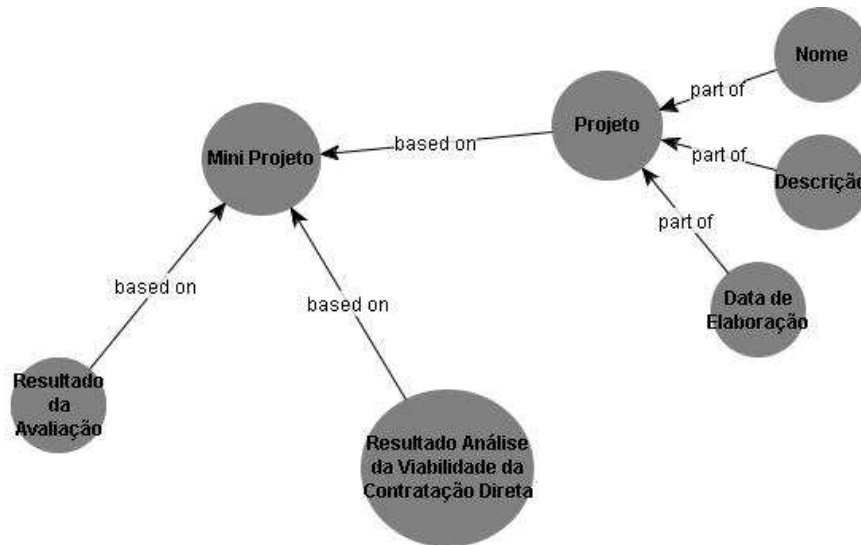 Nome
part of
Projeto
based on
Mini Projeto
part of
Descrição
part of
based on
based on
Data de
Elaboração
Resultado
da
Avaliação
Resultado Análise
da Viabilidade da
Contratação Direta